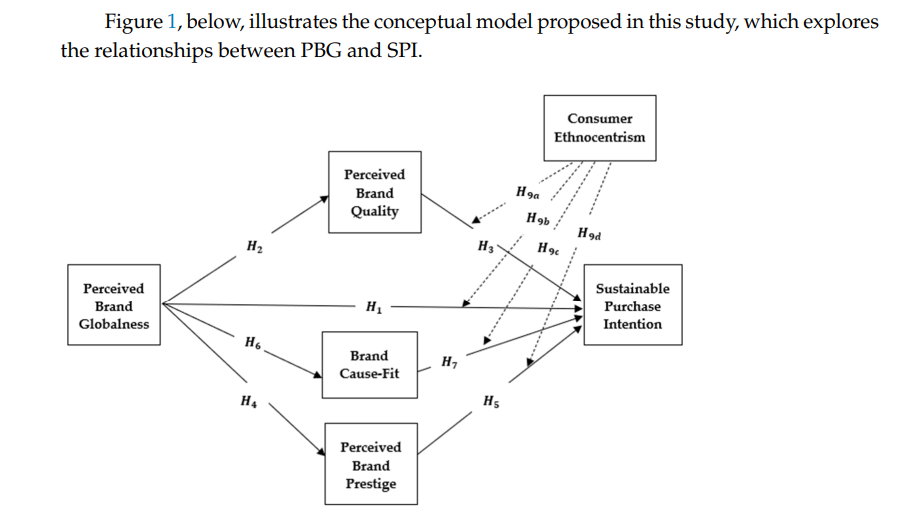 Figure 1, below, illustrates the conceptual model proposed in this study, which explores
the relationships between PBG and SPI.
Consumer
Ethnocentrism
Perceived
Brand
Quality
H9a
H9b
H9d
H2
H3
H9c
Perceived
Brand
Globalness
Sustainable
Purchase
Intention
H1
H6
Brand
Cause-Fit
H7
H4
H5
Perceived
Brand
Prestige